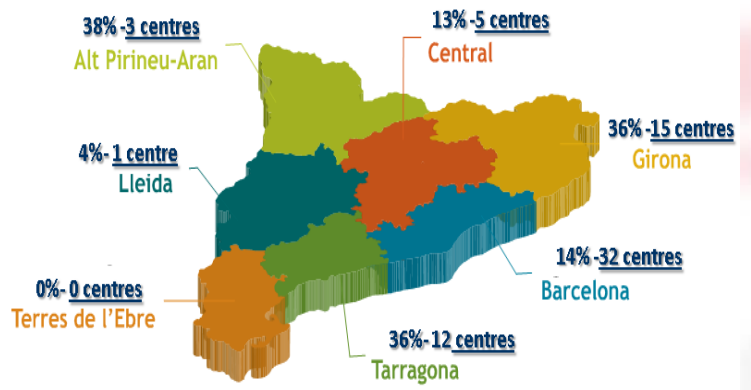 38% -3 centres
Alt Pirineu-Aran
13% -5 centres
Central
36% -15 centres
Girona
4%- 1 centre
Lleida
14% -32 centres
Barcelona
0%- 0 centres
Terres de l'Ebre
36%- 12 centres
Tarragona